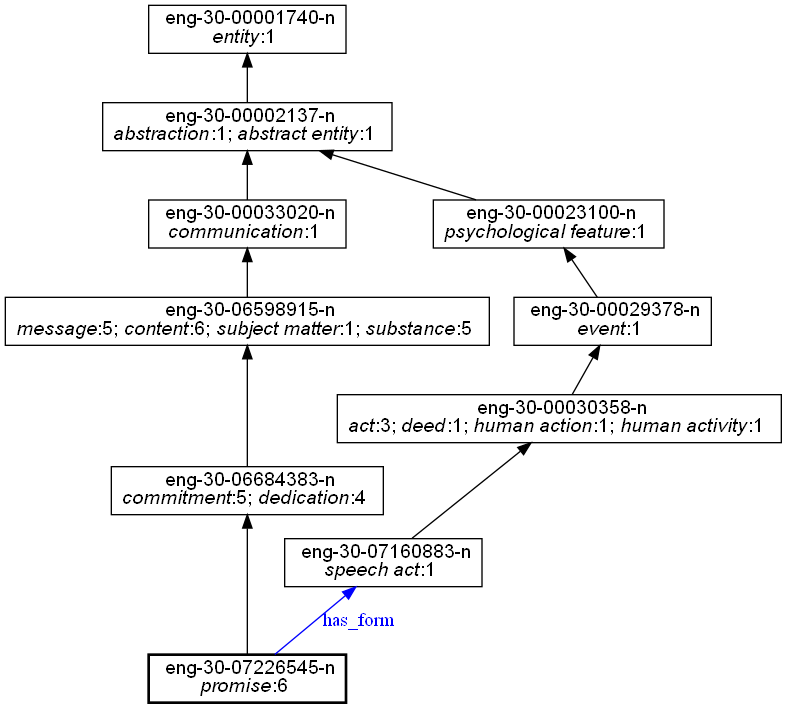 eng-30-00001740-n
entity:1
eng-30-00002137-n
abstraction:1; abstract entity:1
eng-30-00033020-n
communication:1
eng-30-00023100-n
psychological feature:1
eng-30-06598915-n
message:5; content:6; subject matter:1; substance:5
eng-30-00029378-n
event:1
eng-30-00030358-n
act:3; deed:1; human action:1; human activity:1
eng-30-06684383-n
commitment:5; dedication:4
eng-30-07160883-n
speech act:1
has_form
eng-30-07226545-n
promise:6